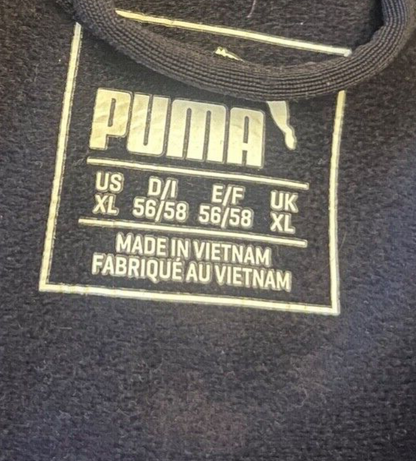 PUMA
US D/I E/F UK
XL 56/58 56/58 XL
MADE IN VIETNAM
FABRIQUÉ AU VIETNAM